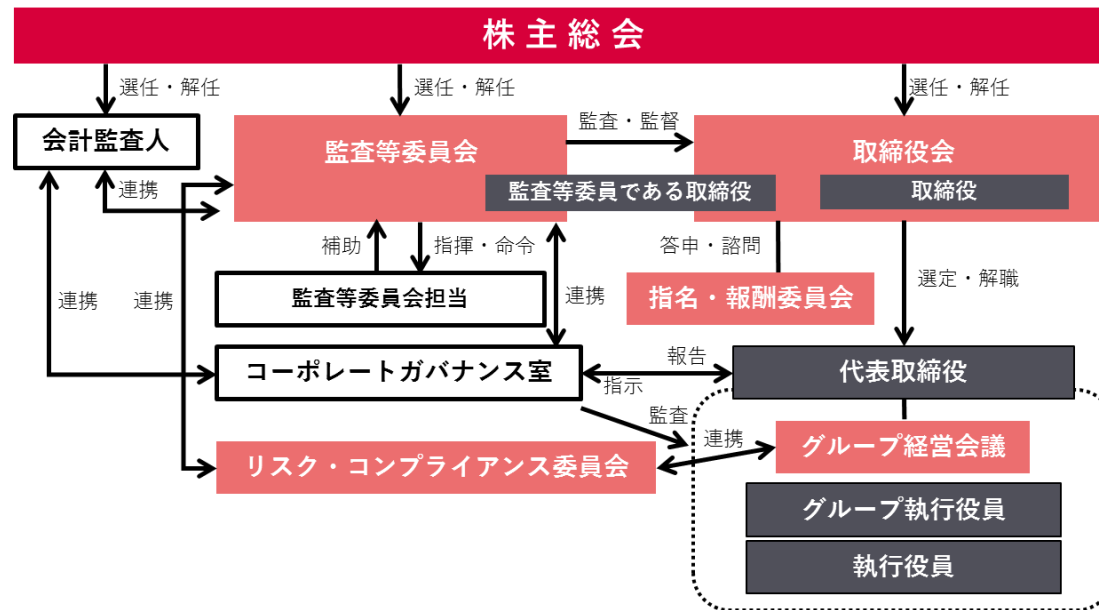 株主総会
選任・解任
選任・解任
選任・解任
会計監査人
監査等委員会
監査・監督
取締役会
連携
監査等委員である取締役
取締役
補助
指揮・命令
答申・諮問
連携
連携
監査等委員会担当
連携
指名・報酬委員会
選定・解職
コーポレートガバナンス室
報告
指示
代表取締役
監査
連携
グループ経営会議
リスク・コンプライアンス委員会
グループ執行役員
執行役員